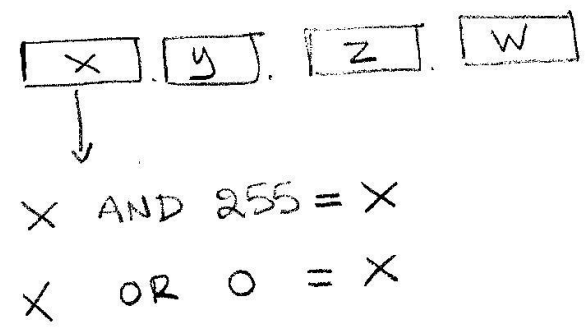 X . y . Z . W
X AND 255 = X
X OR 0 = X